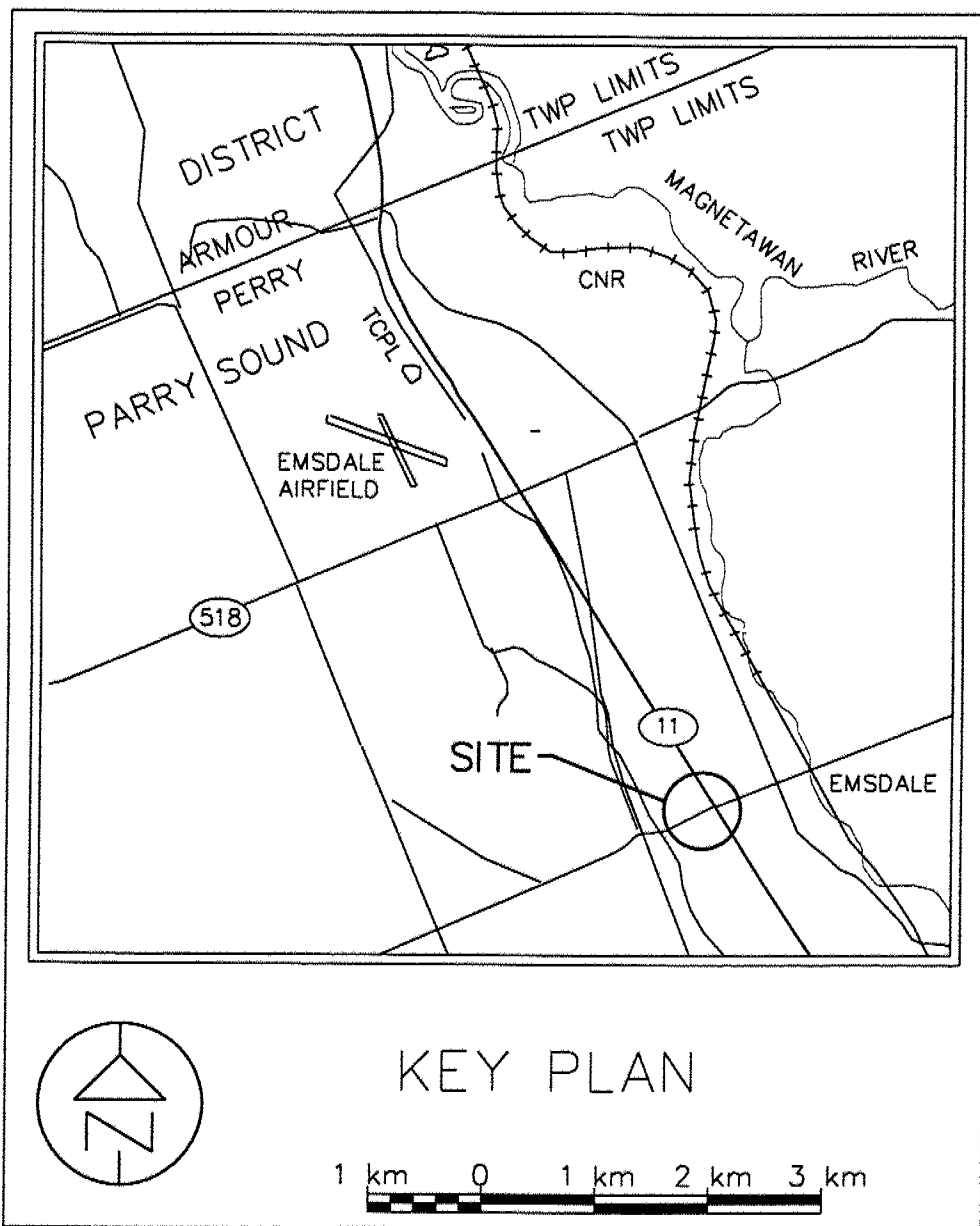 TWP LIMITS
TWP LIMITS
DISTRICT
MAGNETAWAN
RIVER
ARMOUR
PERRY
CNR
TCPL
PARRY SOUND
EMSDALE
AIRFIELD
518
11
SITE
EMSDALE
KEY PLAN
N
1 km 0 1 km 2 km 3 km